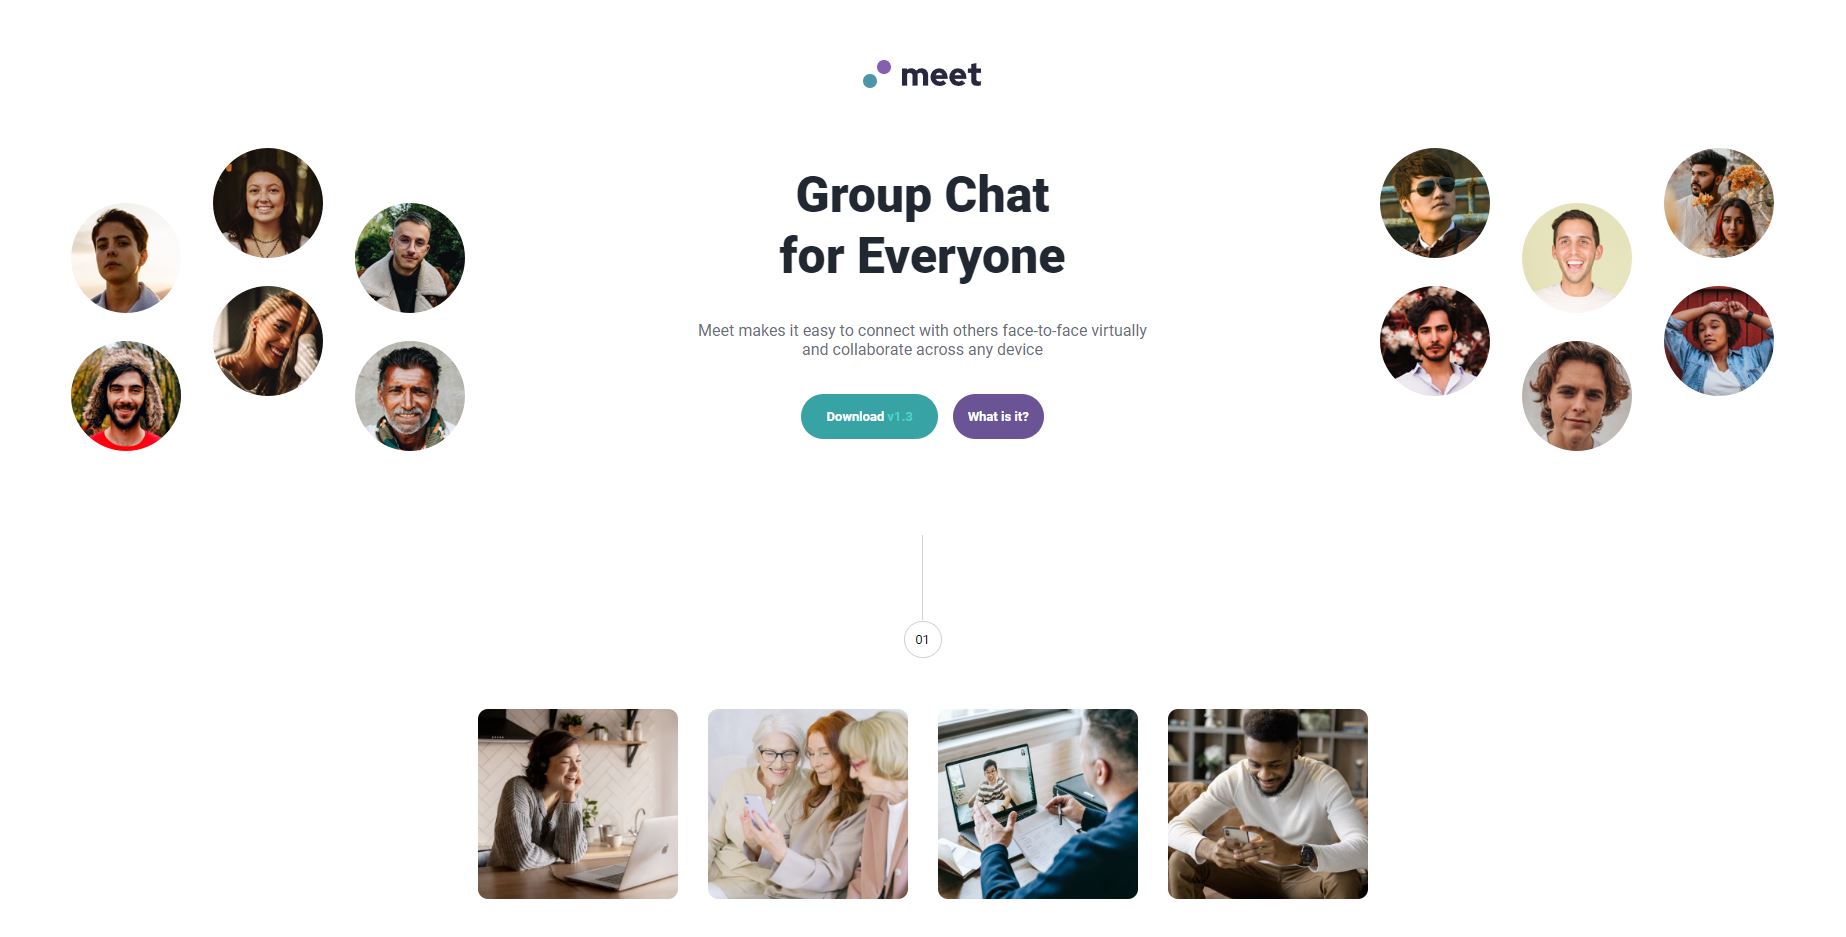 meet
Group Chat
for Everyone
Meet makes it easy to connect with others face-to-face virtually
and collaborate across any device
Download v1.3
What is it?
01